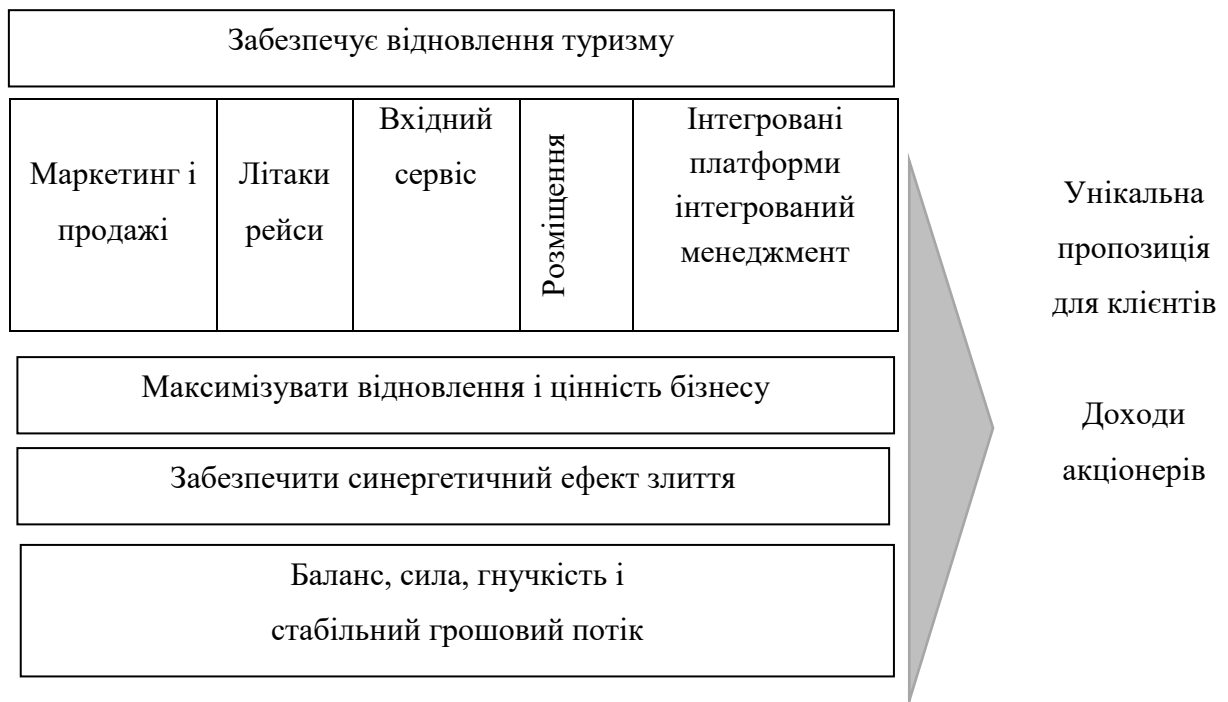 Забезпечує відновлення туризму
Маркетинг і
продажі
Літаки
рейси
Вхідний
сервіс
Розміщення
Інтегровані
платформи
інтегрований
менеджмент
Максимізувати відновлення і цінність бізнесу
Забезпечити синергетичний ефект злиття
Баланс, сила, гнучкість і
стабільний грошовий потік
Унікальна
пропозиція
для клієнтів
Доходи
акціонерів